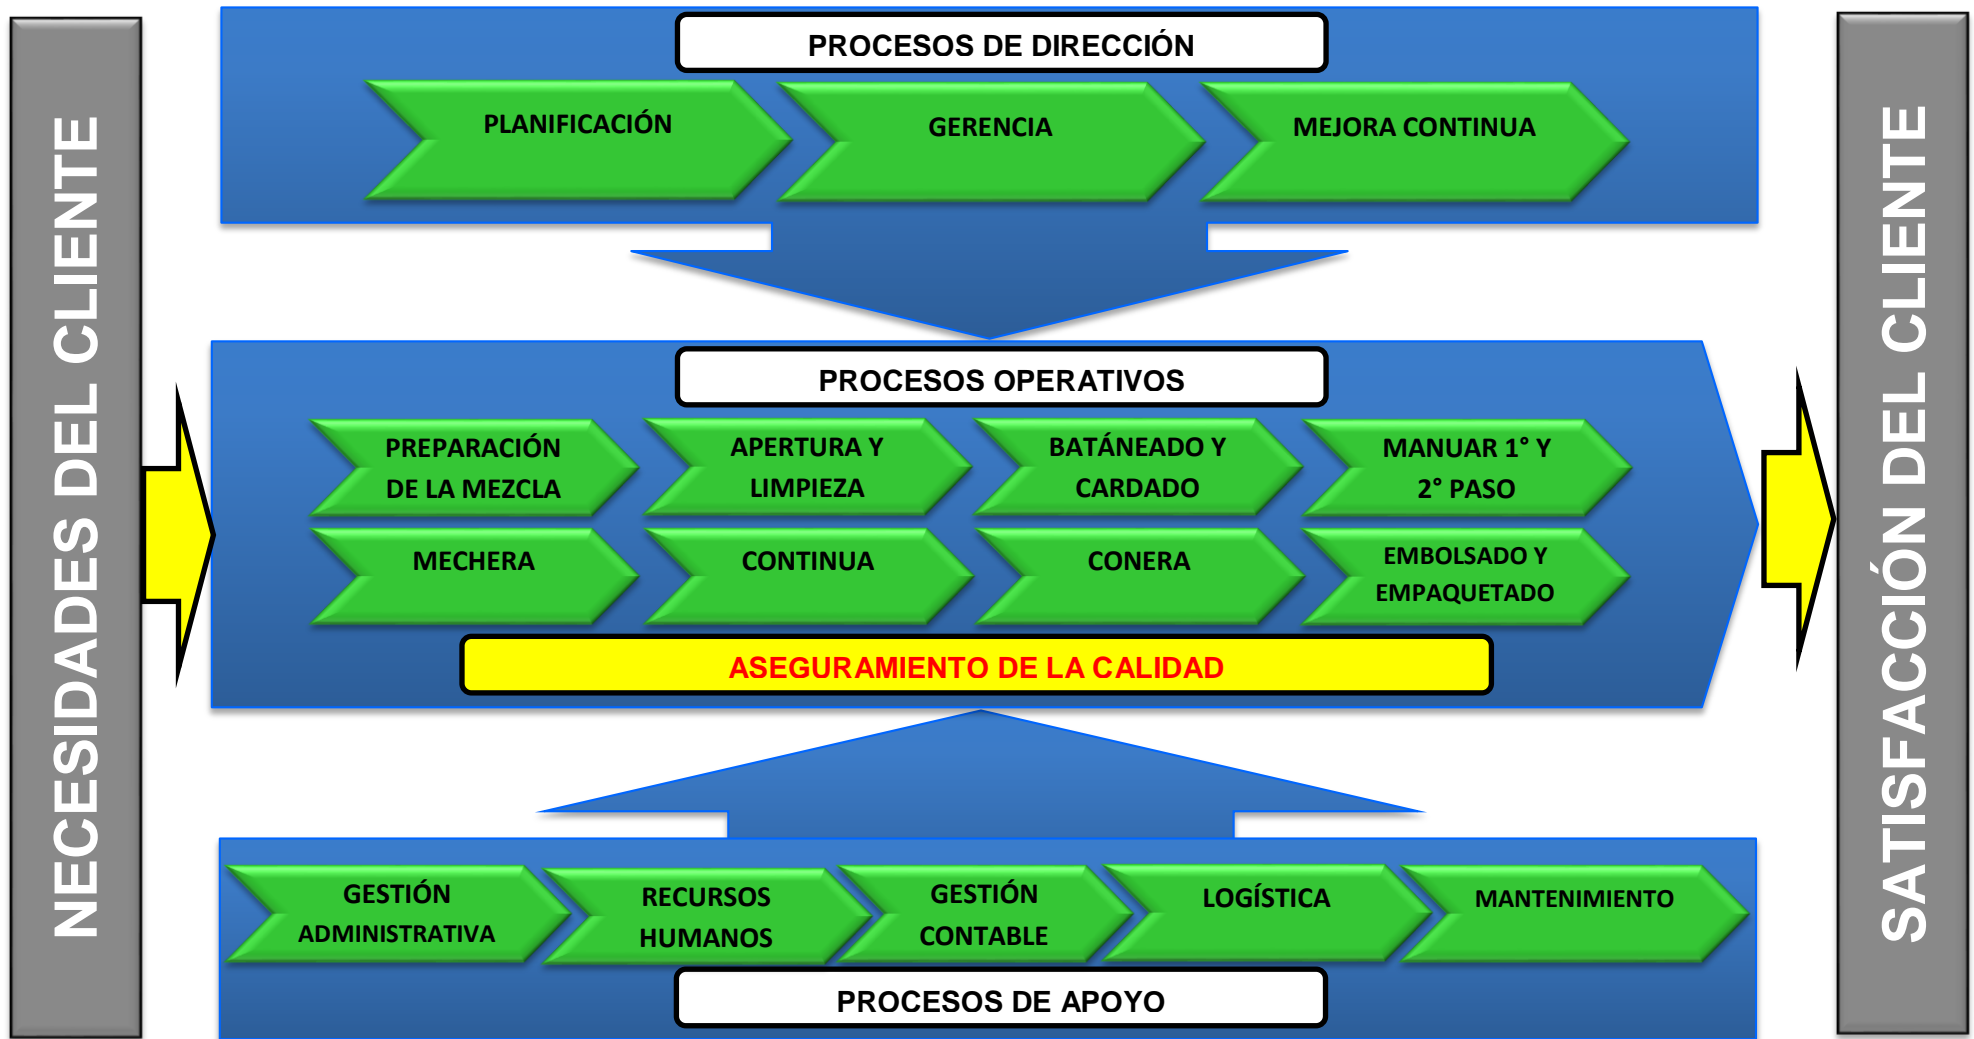 NECESIDADES DEL CLIENTE
PROCESOS DE DIRECCIÓN
PLANIFICACIÓN
GERENCIA
MEJORA CONTINUA
PROCESOS OPERATIVOS
PREPARACIÓN
DE LA MEZCLA
APERTURA Y
LIMPIEZA
BATÁNEADO Y
CARDADO
MANUAR 1° Y
2° PASO
MECHERA
CONTINUA
CONERA
EMBOLSADO Y
EMPAQUETADO
ASEGURAMIENTO DE LA CALIDAD
GESTIÓN
ADMINISTRATIVA
RECURSOS
HUMANOS
GESTIÓN
CONTABLE
LOGÍSTICA
MANTENIMIENTO
PROCESOS DE APOYO
SATISFACCIÓN DEL CLIENTE